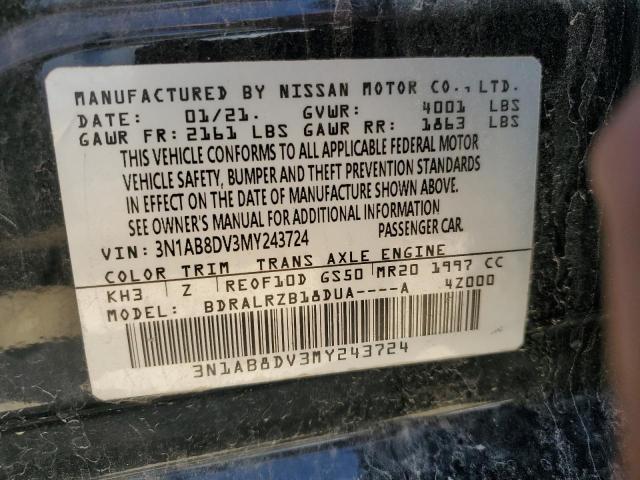 MANUFACTURED BY NISSAN MOTOR CO., LTD.
DATE: 01/21. GVWR: 4001 LBS
GAWR FR: 2161 LBS GAWR RR: 1863 LBS
THIS VEHICLE CONFORMS TO ALL APPLICABLE FEDERAL MOTOR
VEHICLE SAFETY, BUMPER AND THEFT PREVENTION STANDARDS
IN EFFECT ON THE DATE OF MANUFACTURE SHOWN ABOVE.
SEE OWNER'S MANUAL FOR ADDITIONAL INFORMATION
VIN: 3N1AB8DV3MY243724 PASSENGER CAR.
COLOR TRIM TRANS AXLE ENGINE
KH3 Z RE0F10D GS50 MR20 1997 CC
MODEL: BDRALRZB18DUA----A 4Z000
3N1AB8DV3MY243724